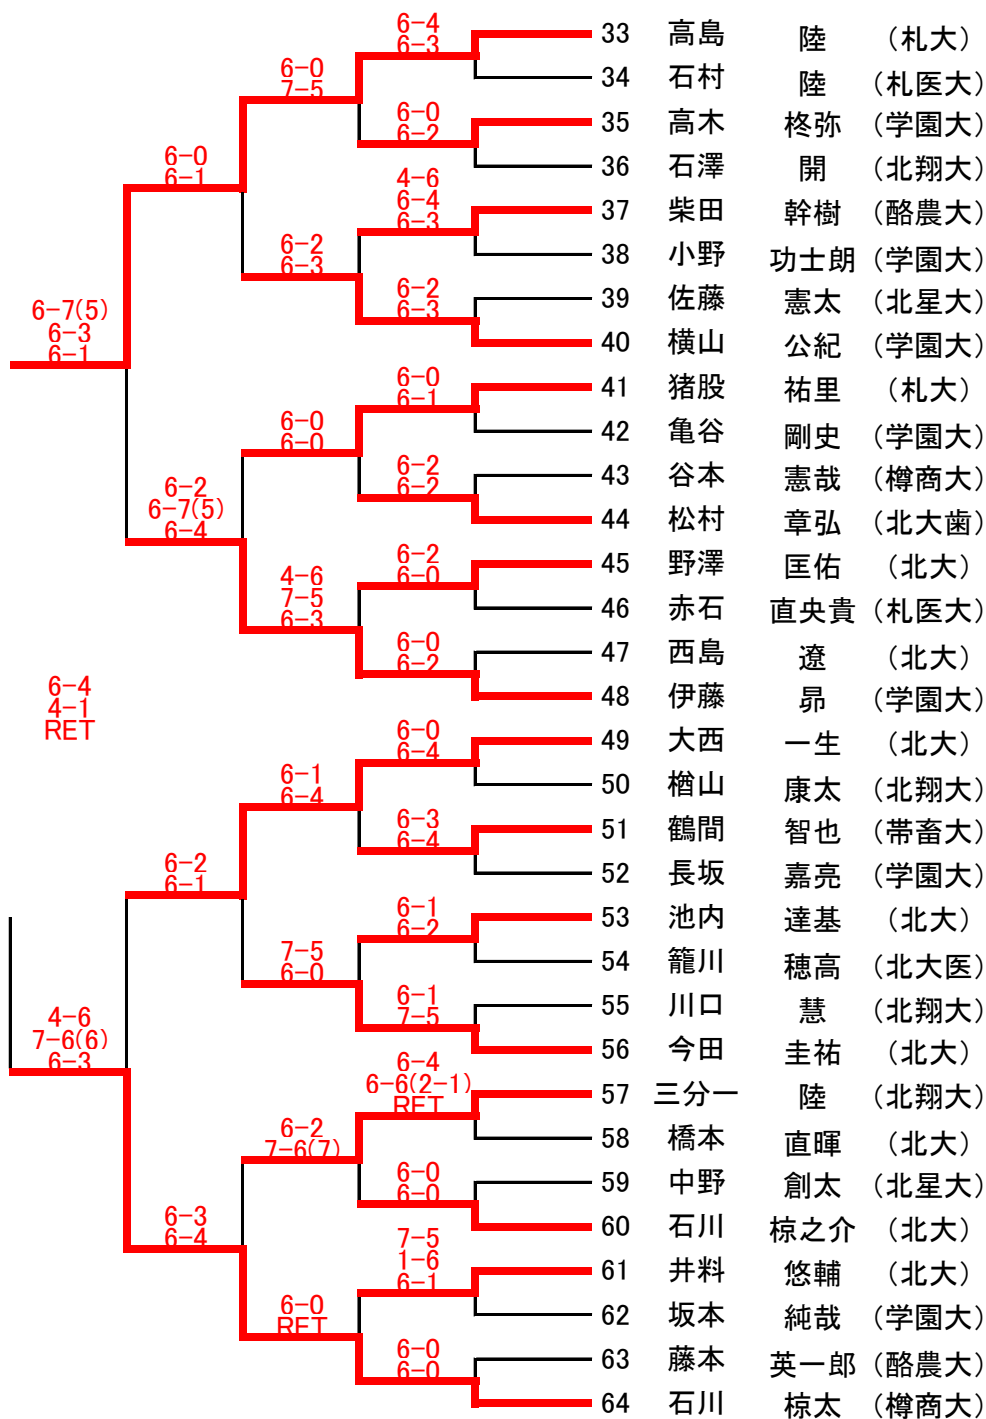 6-4
6-3
33 高島 陸 (札大)
6-0
7-5
34 石村 陸 (札医大)
6-0
6-2
35 高木 柊弥 (学園大)
6-0
6-1
36 石澤 開 (北翔大)
4-6
6-4
6-3
37 柴田 幹樹 (酪農大)
6-2
6-3
38 小野 功士朗 (学園大)
6-2
6-3
39 佐藤 憲太 (北星大)
6-7(5)
6-3
6-1
40 横山 公紀 (学園大)
6-0
6-1
41 猪股 祐里 (札大)
6-0
6-0
42 亀谷 剛史 (学園大)
6-2
6-2
43 谷本 憲哉 (樽商大)
6-2
6-7(5)
6-4
44 松村 章弘 (北大歯)
6-2
6-0
45 野澤 匡佑 (北大)
4-6
7-5
6-3
46 赤石 直央貴 (札医大)
6-0
6-2
47 西島 遼 (北大)
6-4
4-1
RET
48 伊藤 昴 (学園大)
6-0
6-4
49 大西 一生 (北大)
6-1
6-4
50 楢山 康太 (北翔大)
6-3
6-4
51 鶴間 智也 (帯畜大)
6-2
6-1
52 長坂 嘉亮 (学園大)
6-1
6-2
53 池内 達基 (北大)
7-5
6-0
54 籠川 穂高 (北大医)
6-1
7-5
55 川口 慧 (北翔大)
4-6
7-6(6)
6-3
56 今田 圭祐 (北大)
6-4
6-6(2-1)
RET
57 三分一 陸 (北翔大)
6-2
7-6(7)
58 橋本 直暉 (北大)
6-0
6-0
59 中野 創太 (北星大)
6-3
6-4
60 石川 椋之介 (北大)
7-5
1-6
6-1
61 井料 悠輔 (北大)
6-0
RET
62 坂本 純哉 (学園大)
6-0
6-0
63 藤本 英一郎 (酪農大)
64 石川 椋太 (樽商大)